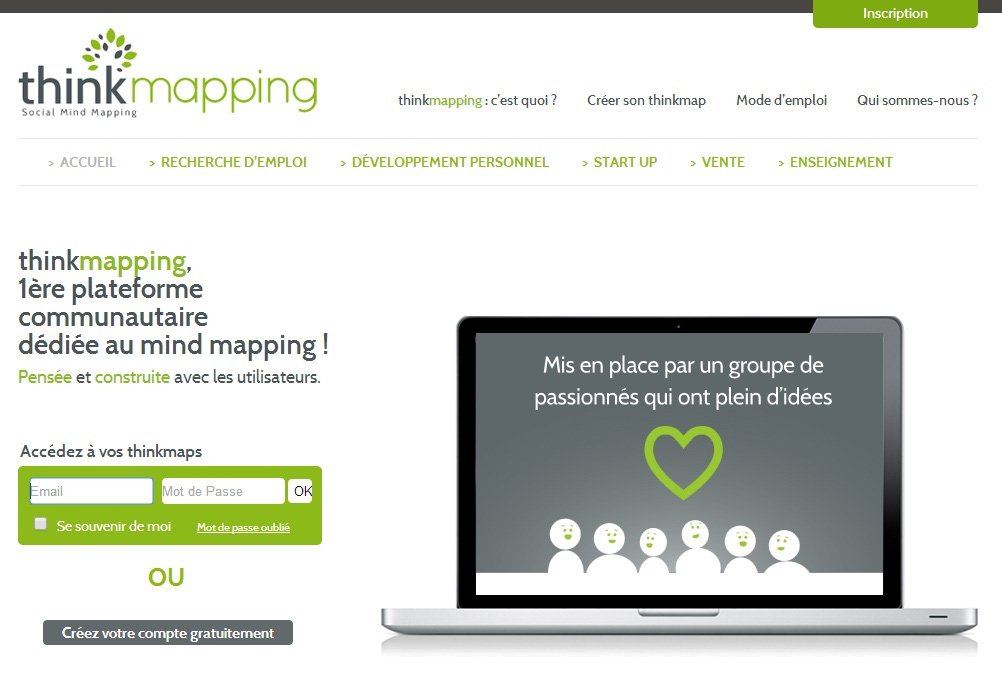 Inscription
thinkmapping
Social Mind Mapping
thinkmapping : c’est quoi ? Créer son thinkmap Mode d’emploi Qui sommes-nous ?
> ACCUEIL > RECHERCHE D’EMPLOI > DÉVELOPPEMENT PERSONNEL > START UP > VENTE > ENSEIGNEMENT
thinkmapping,
1ère plateforme
communautaire
dédiée au mind mapping !
Pensée et construite avec les utilisateurs.
Mis en place par un groupe de
passionnés qui ont plein d’idées
Accédez à vos thinkmaps
Email Mot de Passe OK
Se souvenir de moi Mot de passe oublié
OU
Créez votre compte gratuitement